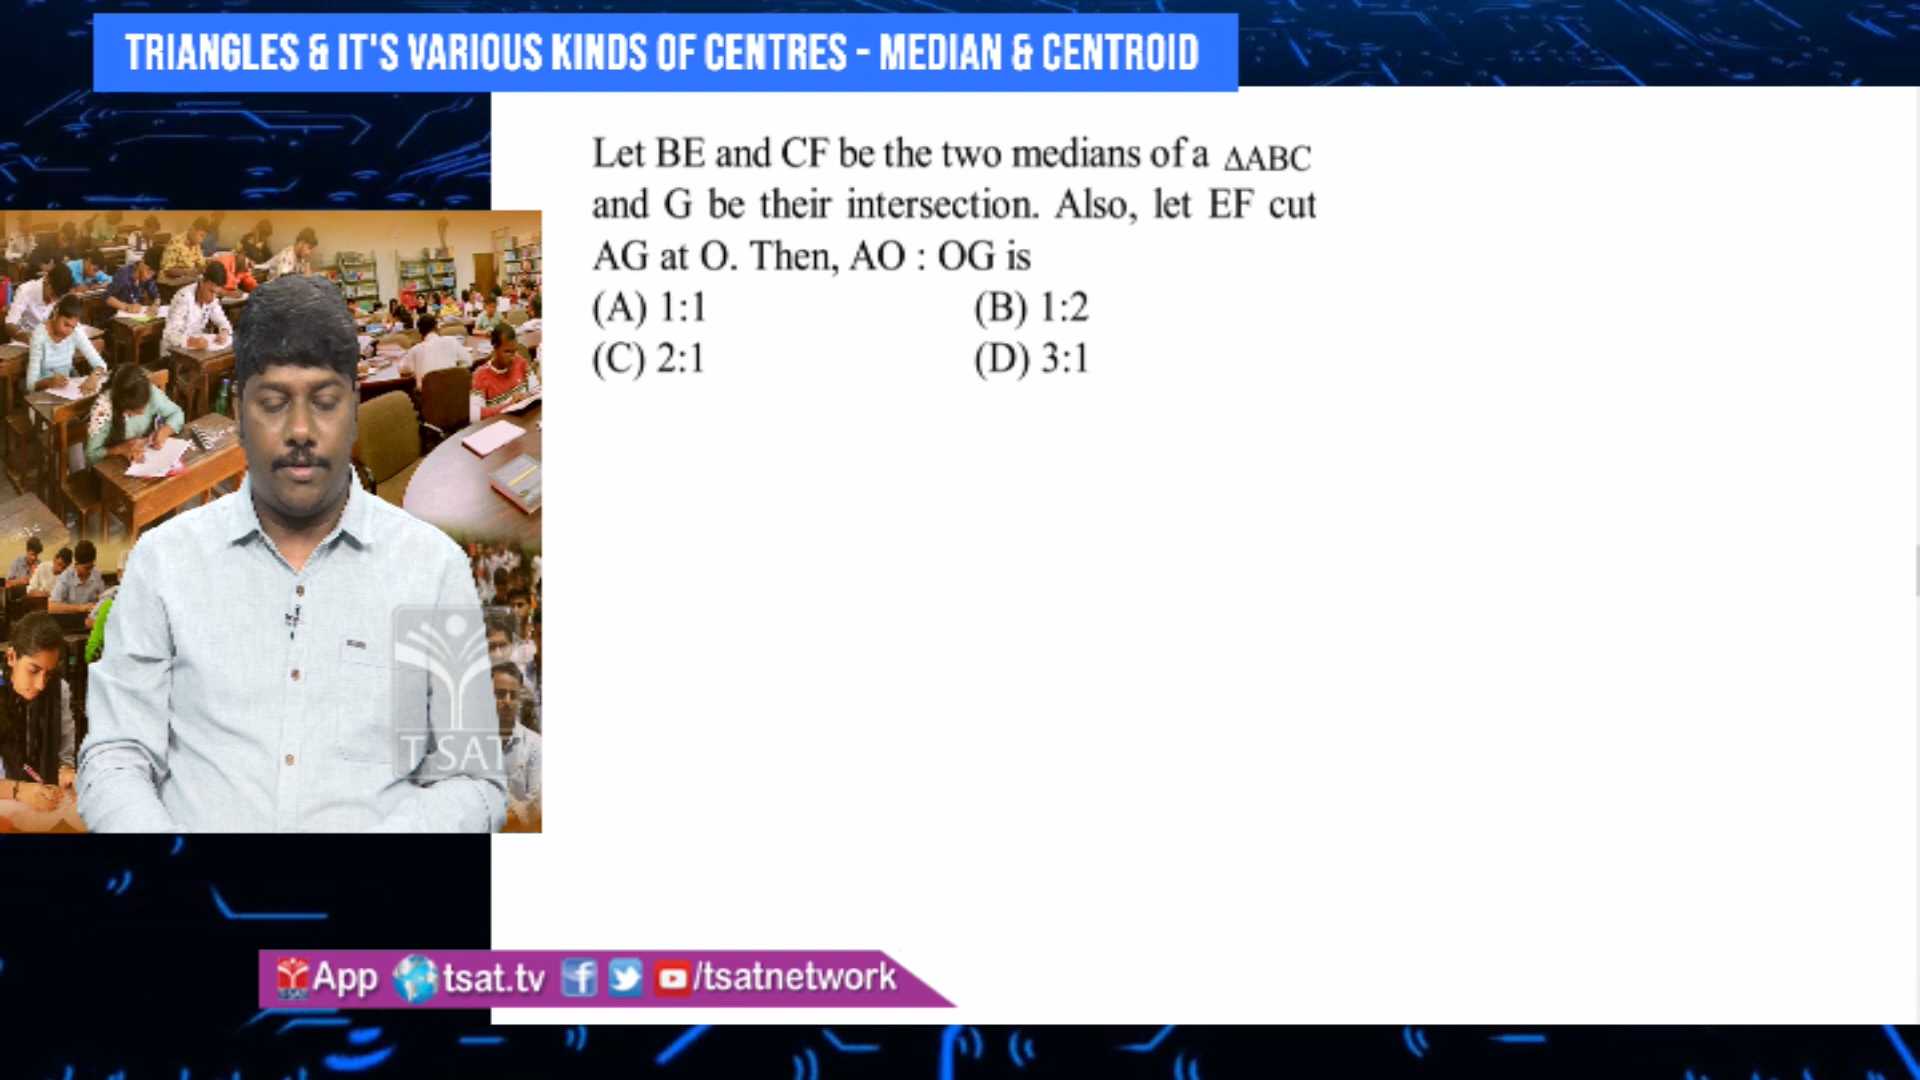 TRIANGLES & IT'S VARIOUS KINDS OF CENTRES - MEDIAN & CENTROID
Let BE and CF be the two medians of a ΔABC
and G be their intersection. Also, let EF cut
AG at O. Then, AO : OG is
(A) 1:1 (B) 1:2
(C) 2:1 (D) 3:1
T-SAT
T-SAT App tsat.tv /tsatnetwork